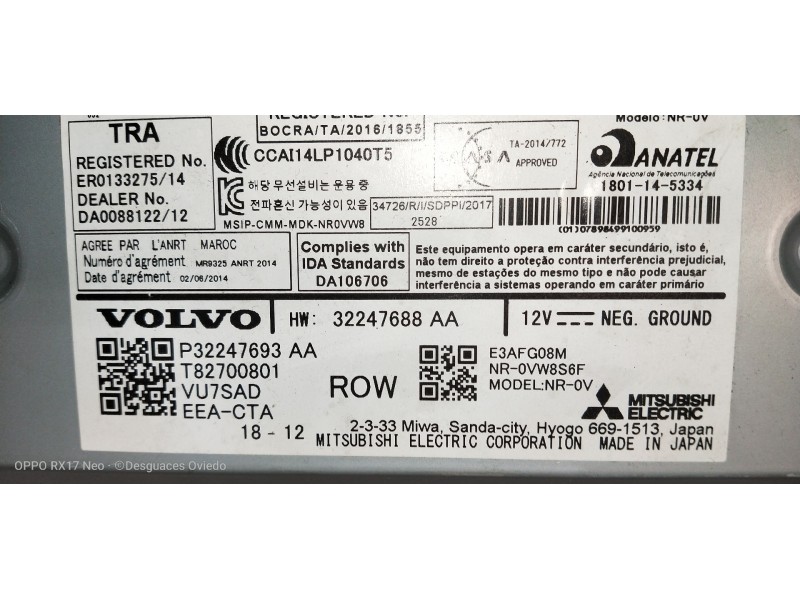 BOCRA/TA/2016/1855
Modelo: NR-0V
TRA
REGISTERED No.
ER0133275/14
DEALER No.
DA0088122/12
CCAI14LP1040T5
해당 무선설비는 운용 중
전파혼신 가능성이 있음
MSIP-CMM-MDK-NR0VW8
34726/R/I/SDPPI/2017
2528
ICASA
TA-2014/772
APPROVED
ANATEL
Agência Nacional de Telecomunicações
1801-14-5334
(01)07898499100959
AGREE PAR L'ANRT MAROC
Numéro d'agrément MR9325 ANRT 2014
Date d'agrément 02/06/2014
Complies with
IDA Standards
DA106706
Este equipamento opera em caráter secundário, isto é,
não tem direito a proteção contra interferência prejudicial,
mesmo de estações do mesmo tipo e não pode causar
interferência a sistemas operando em caráter primário
VOLVO
HW: 32247688 AA
12V NEG. GROUND
P32247693 AA
T82700801
VU7SAD
EEA-CTA
18-12
ROW
E3AFG08M
NR-0VW8S6F
MODEL:NR-0V
MITSUBISHI
ELECTRIC
2-3-33 Miwa, Sanda-city, Hyogo 669-1513, Japan
MITSUBISHI ELECTRIC CORPORATION MADE IN JAPAN
OPPO RX17 Neo - ©Desguaces Oviedo